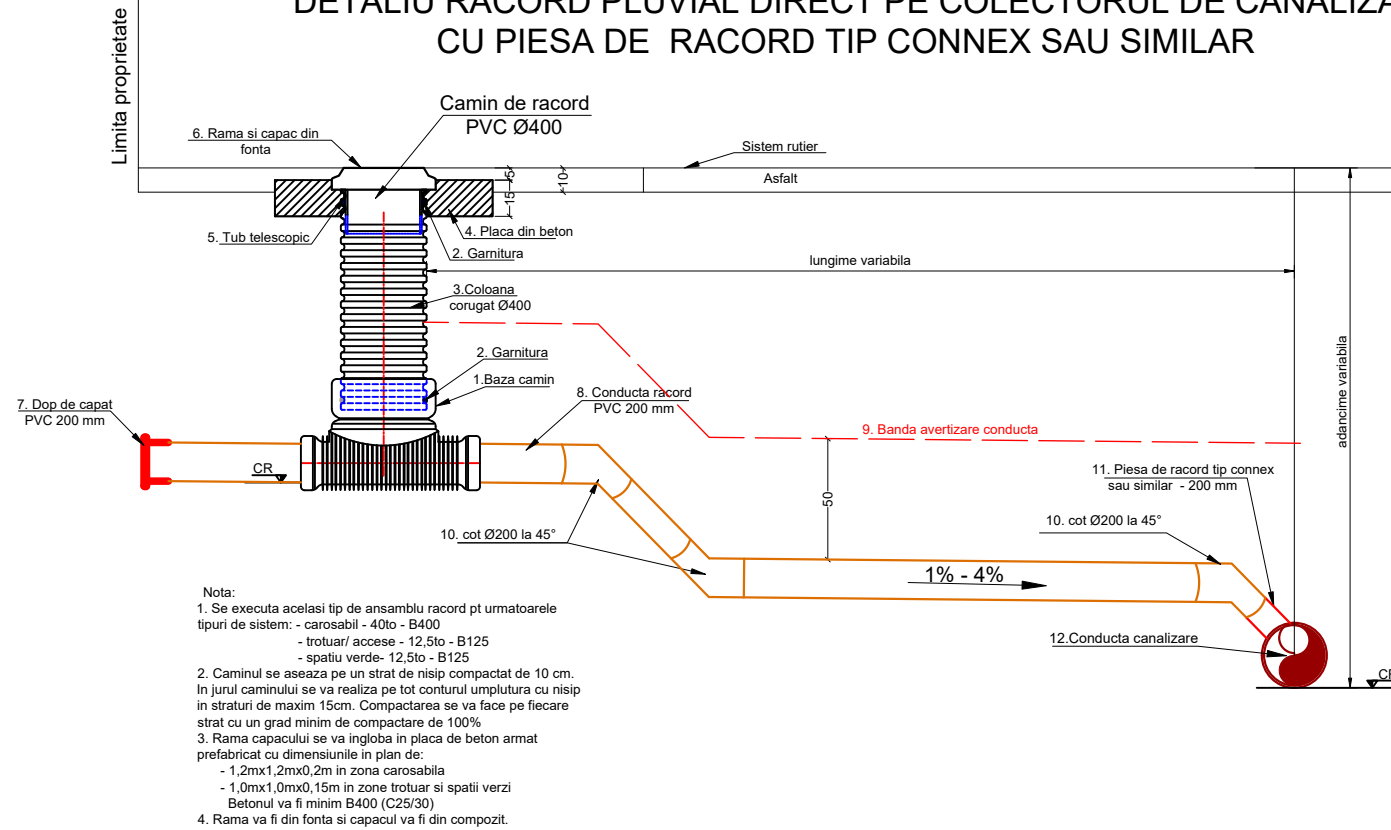 DETALIU RACORD PLUVIAL DIRECT PE COLECTORUL DE CANALIZA
CU PIESA DE RACORD TIP CONNEX SAU SIMILAR
Limita proprietate
Camin de racord
PVC Ø400
6. Rama si capac din
fonta
Sistem rutier
Asfalt
5
15
10
5. Tub telescopic
4. Placa din beton
2. Garnitura
lungime variabila
3.Coloana
corugat Ø400
adancime variabila
2. Garnitura
1.Baza camin
8. Conducta racord
PVC 200 mm
7. Dop de capat
PVC 200 mm
9. Banda avertizare conducta
CR
50
11. Piesa de racord tip connex
sau similar - 200 mm
10. cot Ø200 la 45°
10. cot Ø200 la 45°
1% - 4%
12.Conducta canalizare
Nota:
1. Se executa acelasi tip de ansamblu racord pt urmatoarele
tipuri de sistem: - carosabil - 40to - B400
- trotuar/ accese - 12,5to - B125
- spatiu verde- 12,5to - B125
2. Caminul se aseaza pe un strat de nisip compactat de 10 cm.
In jurul caminului se va realiza pe tot conturul umplutura cu nisip
in straturi de maxim 15cm. Compactarea se va face pe fiecare
strat cu un grad minim de compactare de 100%
3. Rama capacului se va ingloba in placa de beton armat
prefabricat cu dimensiunile in plan de:
- 1,2mx1,2mx0,2m in zona carosabila
- 1,0mx1,0mx0,15m in zone trotuar si spatii verzi
Betonul va fi minim B400 (C25/30)
4. Rama va fi din fonta si capacul va fi din compozit.